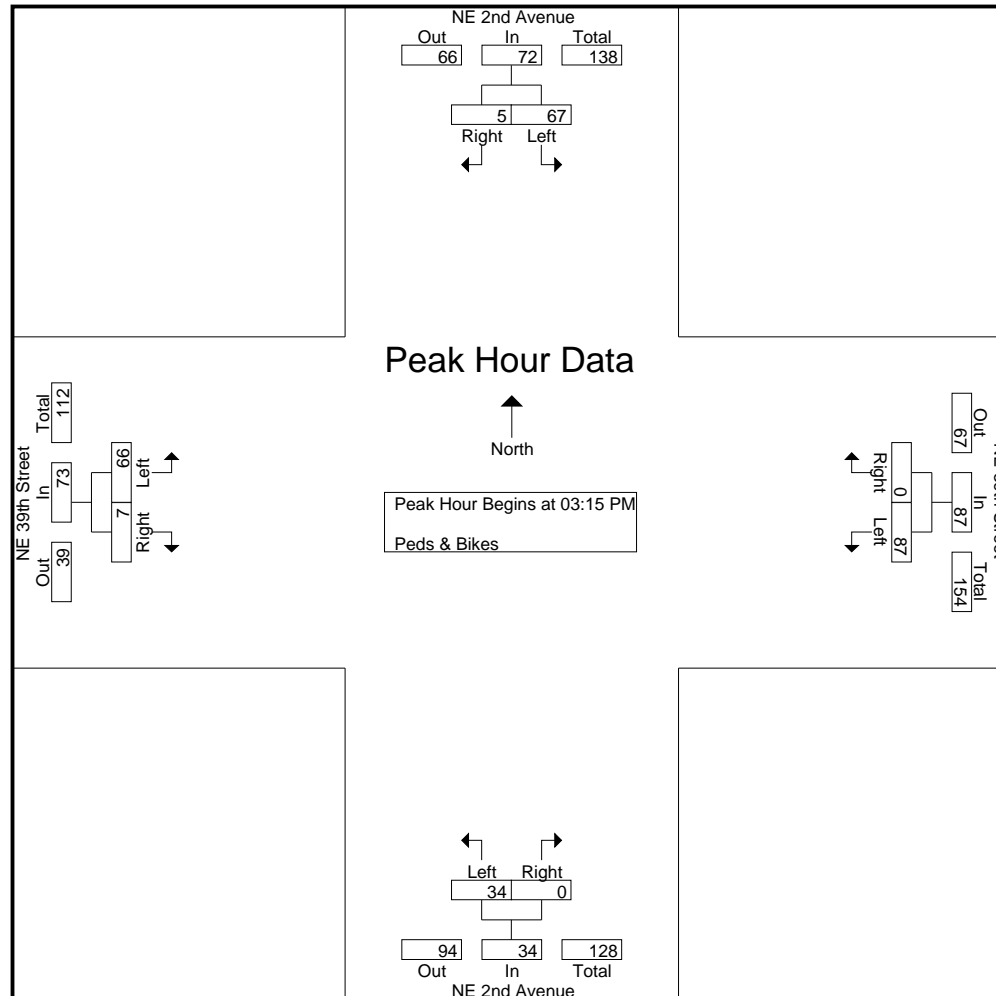 NE 2nd Avenue
Out In Total
66 72 138
5 67
Right Left
Peak Hour Data
North
Peak Hour Begins at 03:15 PM
Peds & Bikes
NE 39th Street
Total In Out
112 73 39
66 7
Left Right
Out In Total
67 87 154
0 87
Right Left
Left Right
34 0
94 34 128
Out In Total
NE 2nd Avenue